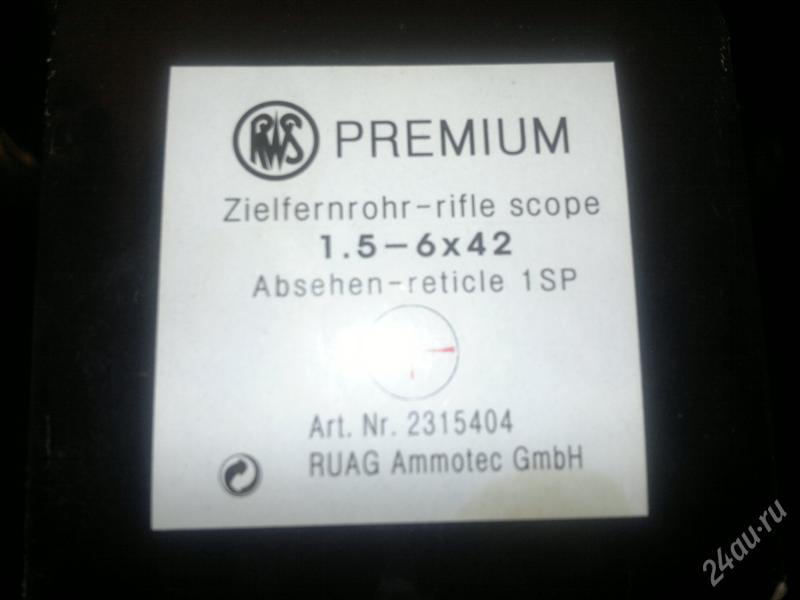 RWS PREMIUM
Zielfernrohr-rifle scope
1.5-6x42
Absehen-reticle 1SP
Art. Nr. 2315404
RUAG Ammotec GmbH
24au.ru